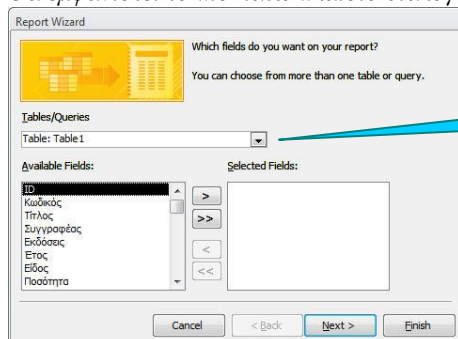 Report Wizard
Which fields do you want on your report?
You can choose from more than one table or query.
Tables/Queries
Table: Table1
Available Fields:
Selected Fields:
ID
Κωδικός
Τίτλος
Συγγραφέας
Εκδόσεις
Ετος
Είδος
Ποσότητα
>
>>
<
<<
Cancel
< Back
Next >
Finish